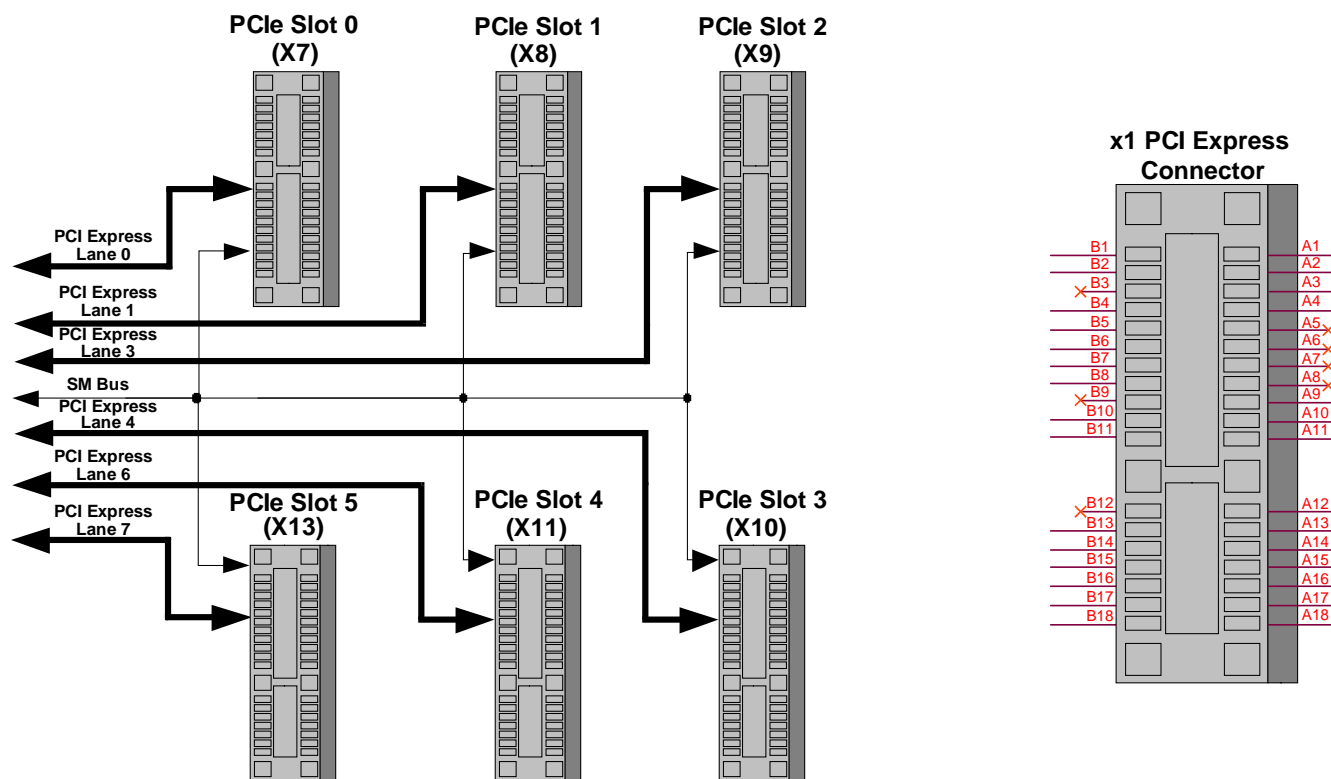 PCIe Slot 0
(X7)
PCIe Slot 1
(X8)
PCIe Slot 2
(X9)
PCI Express
Lane 0
PCI Express
Lane 1
PCI Express
Lane 3
SM Bus
PCI Express
Lane 4
PCI Express
Lane 6
PCI Express
Lane 7
PCIe Slot 5
(X13)
PCIe Slot 4
(X11)
PCIe Slot 3
(X10)
x1 PCI Express
Connector
B1 A1
B2 A2
B3 A3
B4 A4
B5 A5
B6 A6
B7 A7
B8 A8
B9 A9
B10 A10
B11 A11
B12 A12
B13 A13
B14 A14
B15 A15
B16 A16
B17 A17
B18 A18